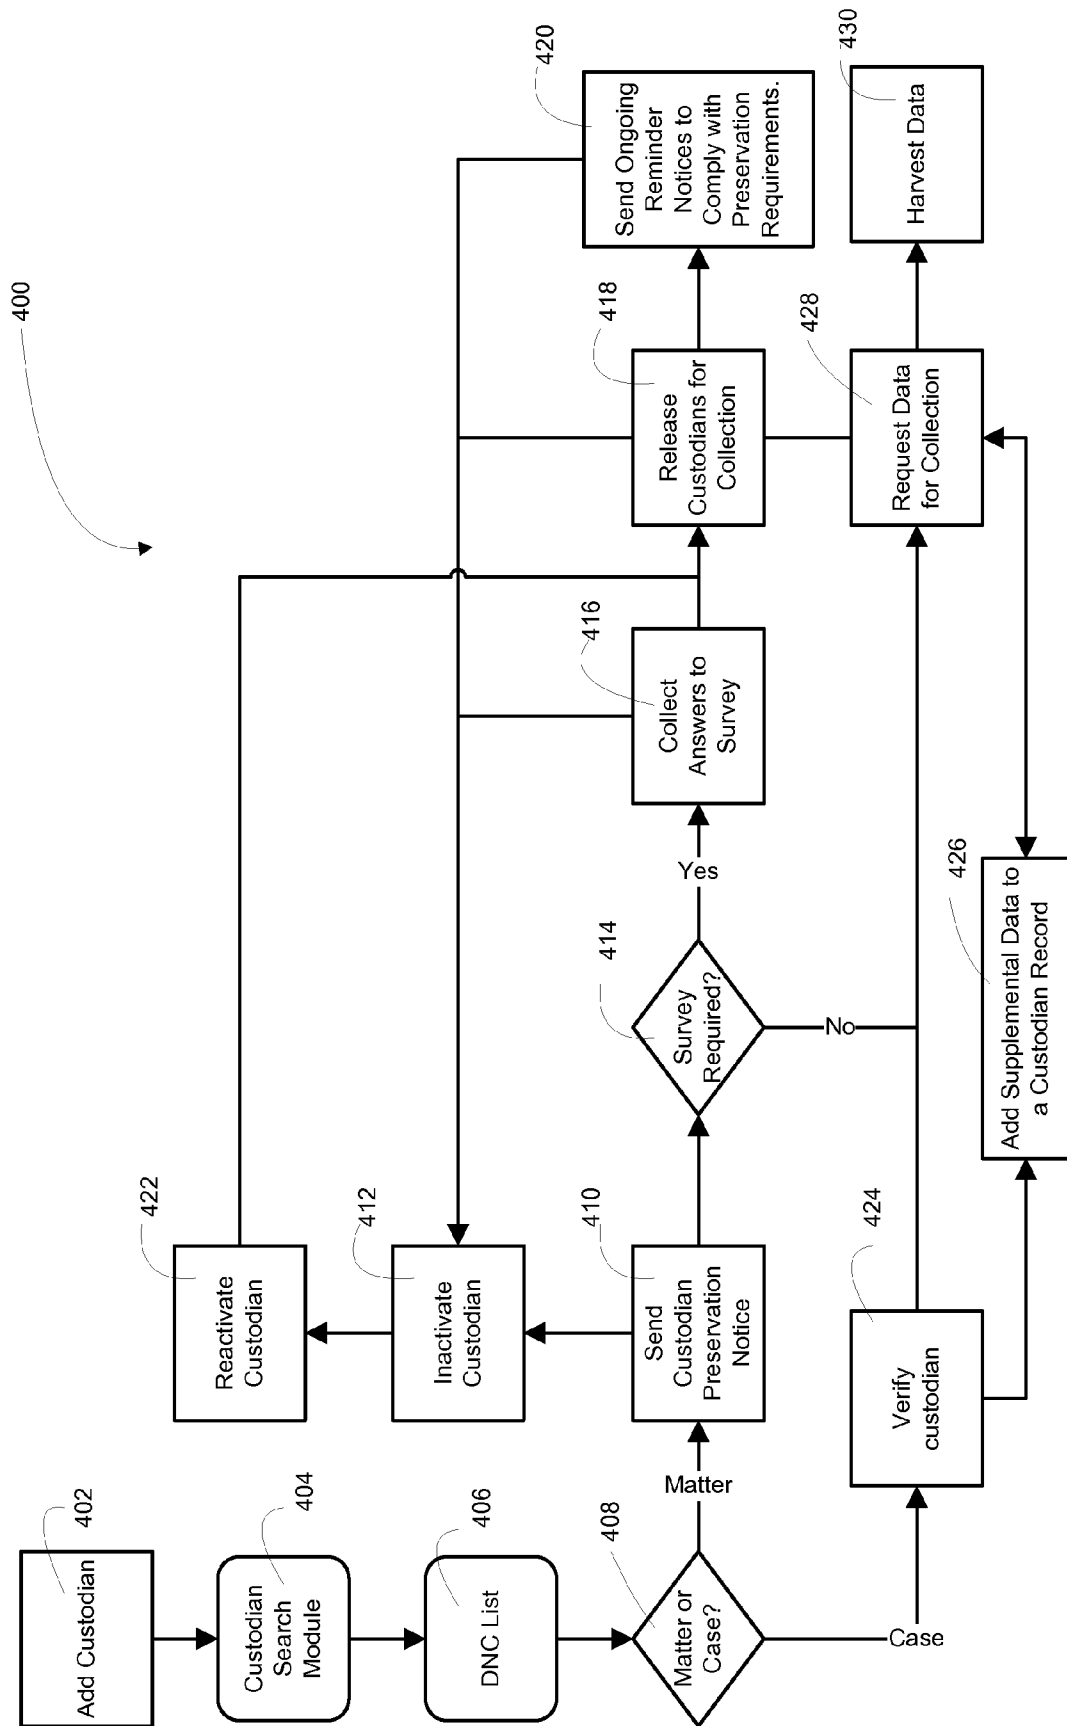 400
402
Add Custodian
404
Custodian
Search
Module
406
DNC List
408
Matter or
Case?
Matter
Case
422
Reactivate
Custodian
412
Inactivate
Custodian
410
Send
Custodian
Preservation
Notice
414
Survey
Required?
Yes
No
416
Collect
Answers to
Survey
418
Release
Custodians for
Collection
420
Send Ongoing
Reminder
Notices to
Comply with
Preservation
Requirements.
424
Verify
custodian
426
Add Supplemental Data to
a Custodian Record
428
Request Data
for Collection
430
Harvest Data